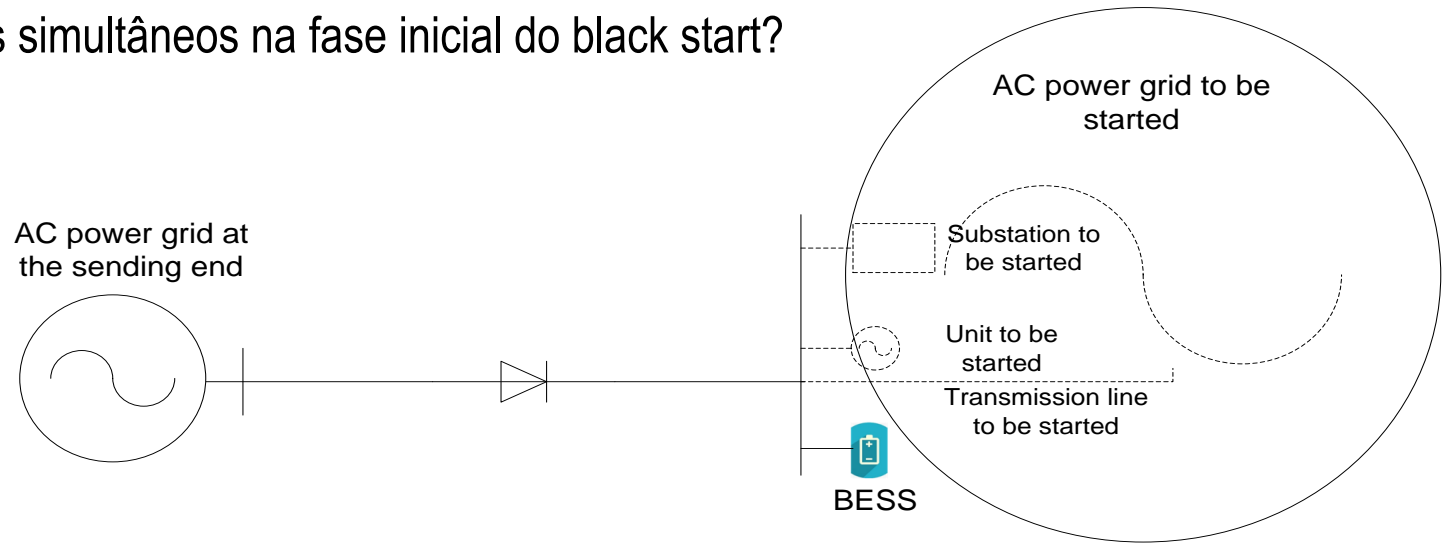 s simultâneos na fase inicial do black start?
AC power grid to be
started
AC power grid at
the sending end
Substation to
be started
Unit to be
started
Transmission line
to be started
BESS